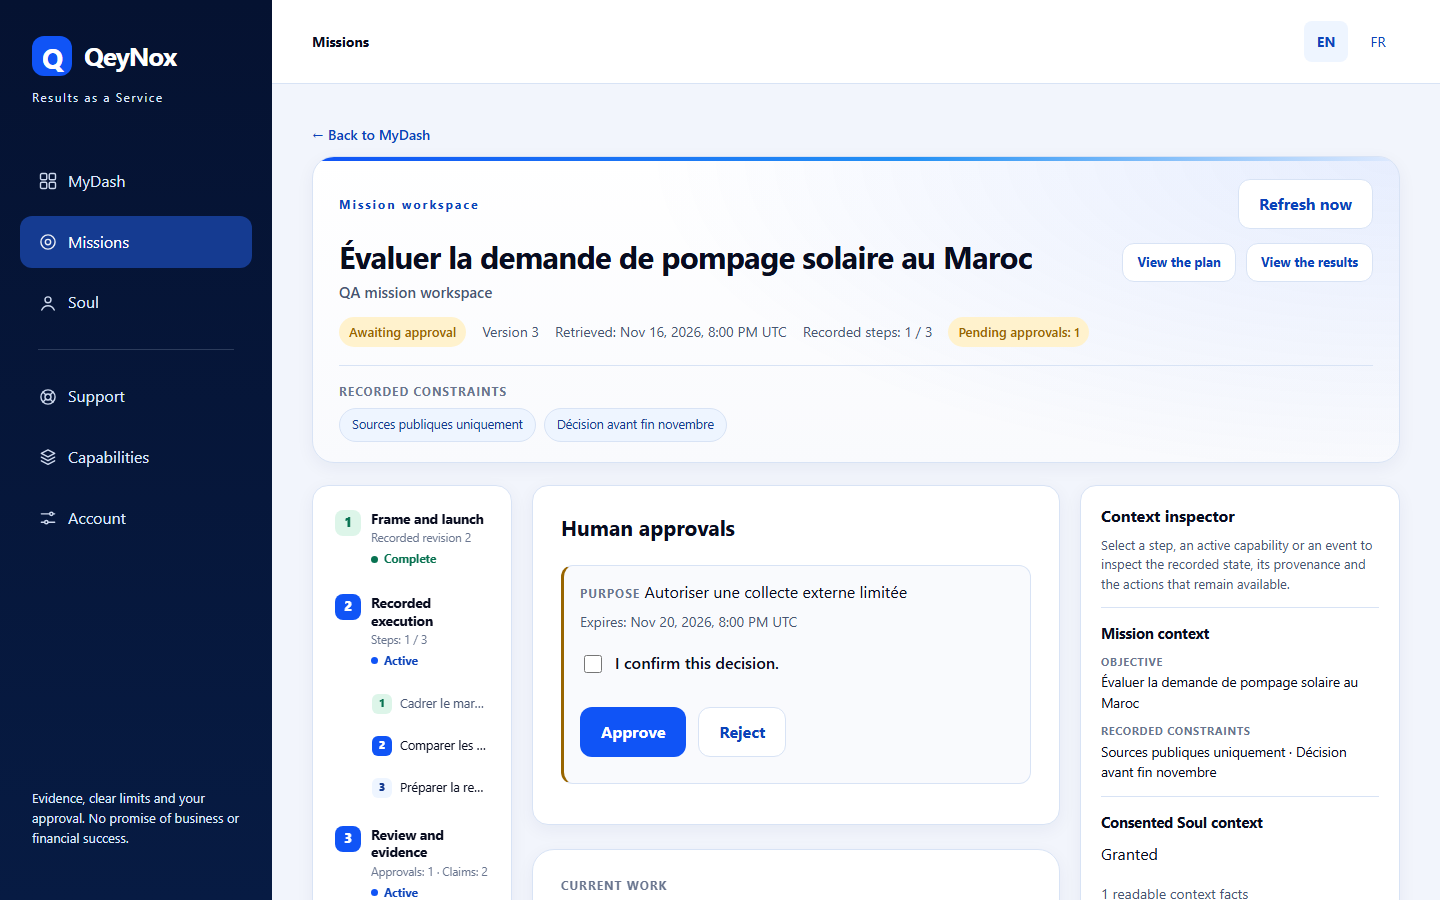 Q QeyNox
Results as a Service
MyDash
Missions
Soul
Support
Capabilities
Account
Evidence, clear limits and your
approval. No promise of business or
financial success.
Missions
EN FR
← Back to MyDash
Mission workspace
Refresh now
Évaluer la demande de pompage solaire au Maroc
View the plan
View the results
QA mission workspace
Awaiting approval Version 3 Retrieved: Nov 16, 2026, 8:00 PM UTC Recorded steps: 1 / 3 Pending approvals: 1
RECORDED CONSTRAINTS
Sources publiques uniquement Décision avant fin novembre
1 Frame and launch
Recorded revision 2
Complete
2 Recorded
execution
Steps: 1 / 3
Active
1 Cadrer le mar...
2 Comparer les ...
3 Préparer la re...
3 Review and
evidence
Approvals: 1 · Claims: 2
Active
Human approvals
PURPOSE Autoriser une collecte externe limitée
Expires: Nov 20, 2026, 8:00 PM UTC
I confirm this decision.
Approve Reject
CURRENT WORK
Context inspector
Select a step, an active capability or an event to
inspect the recorded state, its provenance and
the actions that remain available.
Mission context
OBJECTIVE
Évaluer la demande de pompage solaire au
Maroc
RECORDED CONSTRAINTS
Sources publiques uniquement · Décision
avant fin novembre
Consented Soul context
Granted
1 readable context facts